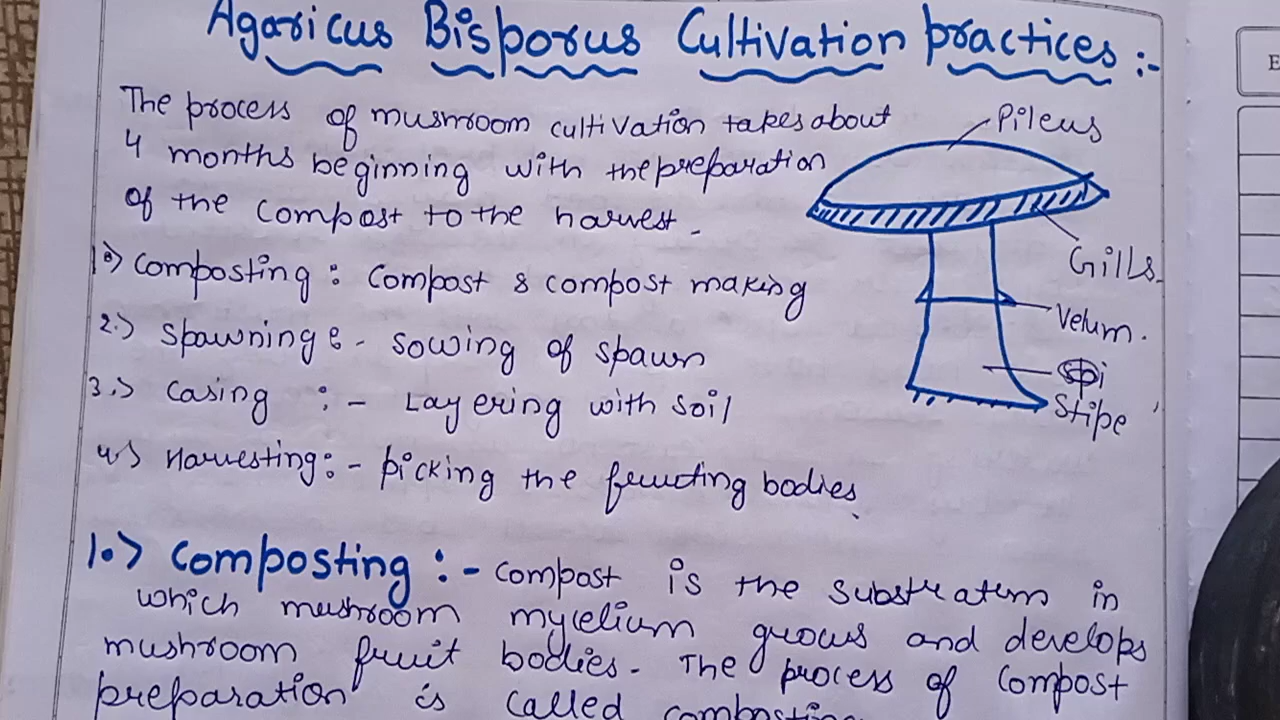 Agaricus Bisporus Cultivation practices :-
The process of mushroom cultivation takes about
4 months beginning with the preparation
of the compost to the harvest.
1.) Composting : Compost & compost making
2.) Spawning :- Sowing of spawn
3.) Casing :- Layering with soil
4.) Harvesting :- picking the fructing bodies.
Pileus
Gills
Velum.
Stipe
1.) Composting :- Compost is the substratem in
which mushroom mycelium grows and develops
mushroom fruit bodies. The process of compost
preparation is called composting
E